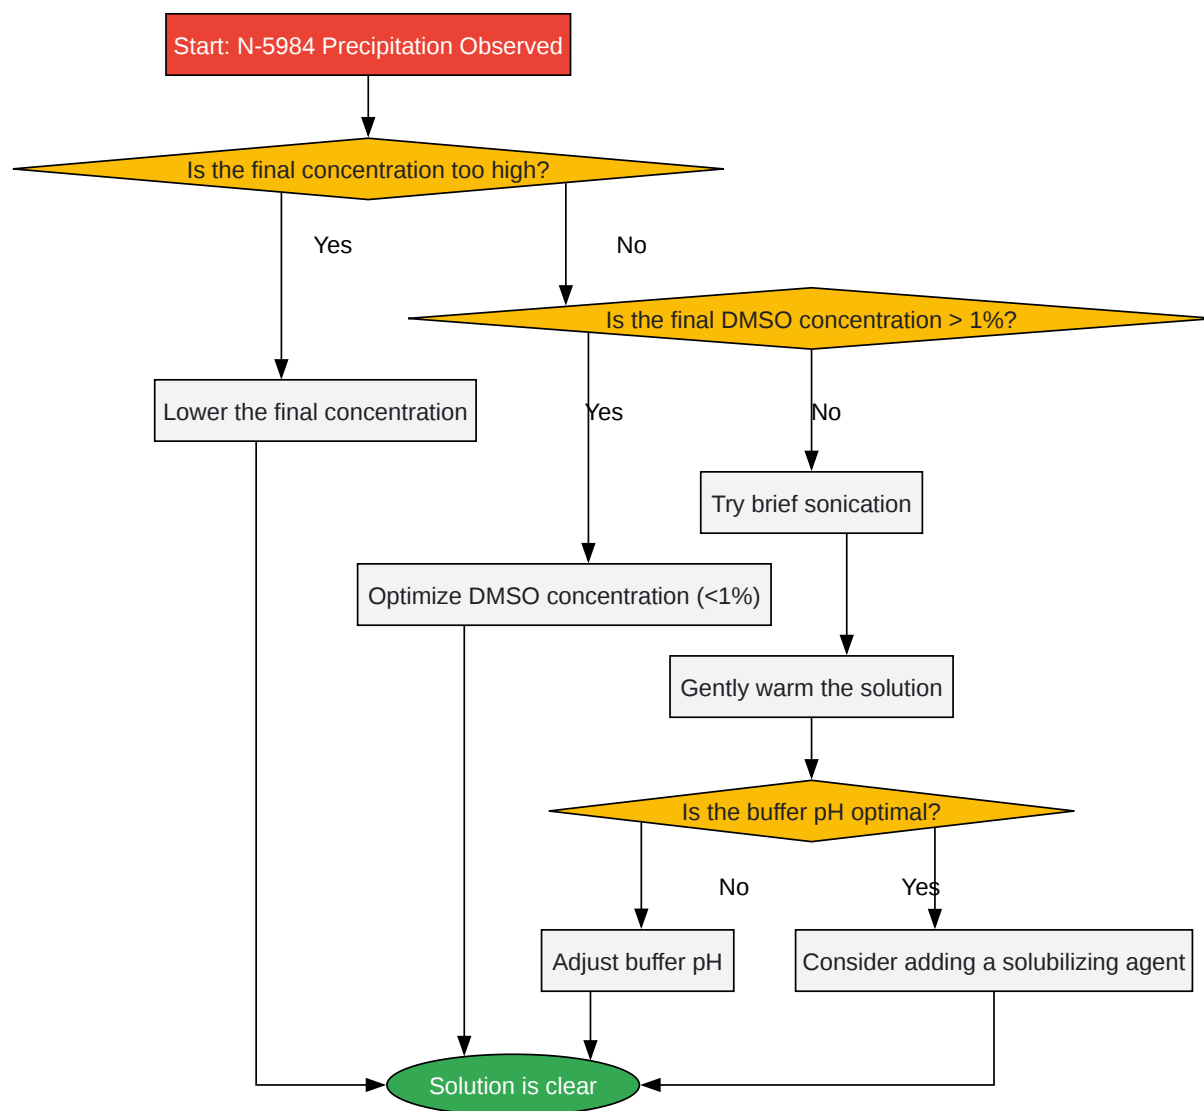 Start: N-5984 Precipitation Observed
Is the final concentration too high?
Yes
No
Is the final DMSO concentration > 1%?
Lower the final concentration
Yes
No
Try brief sonication
Optimize DMSO concentration (<1%)
Gently warm the solution
Is the buffer pH optimal?
No
Yes
Adjust buffer pH
Consider adding a solubilizing agent
Solution is clear